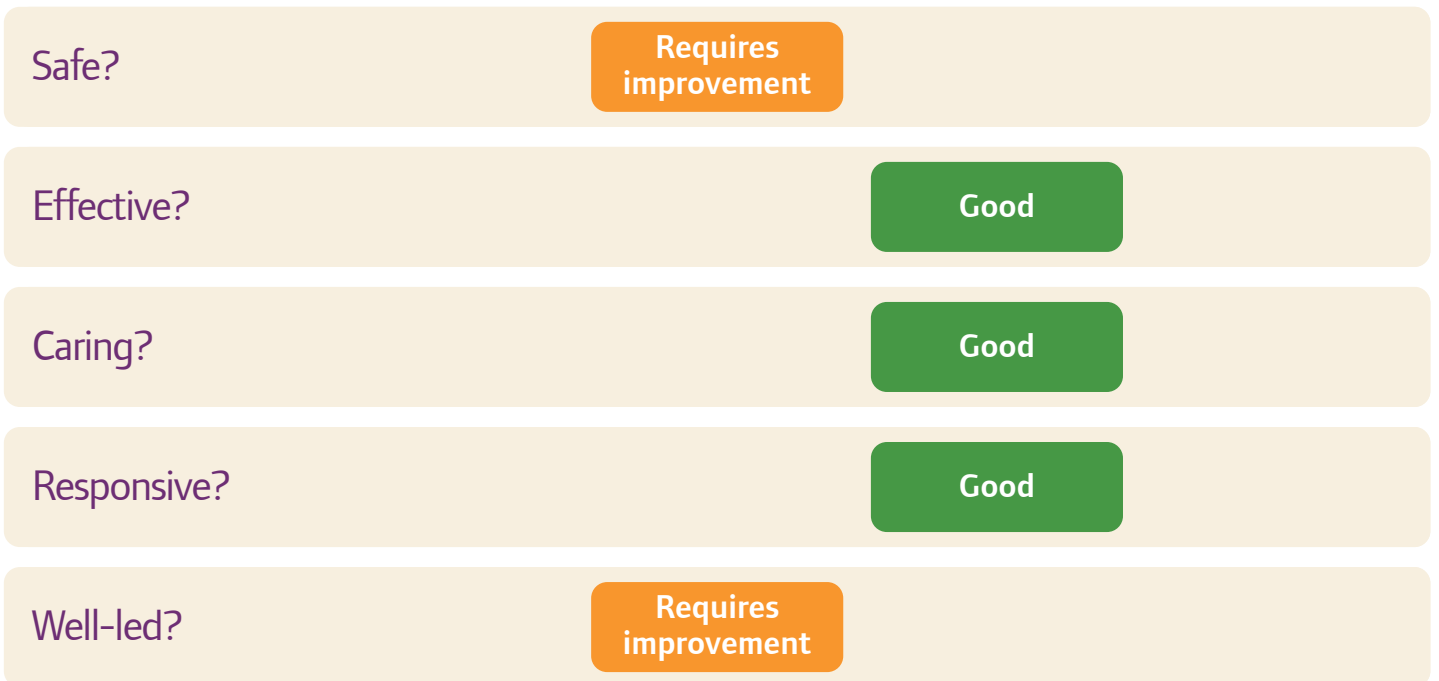 Safe?
Requires
improvement
Effective?
Good
Caring?
Good
Responsive?
Good
Well-led?
Requires
improvement